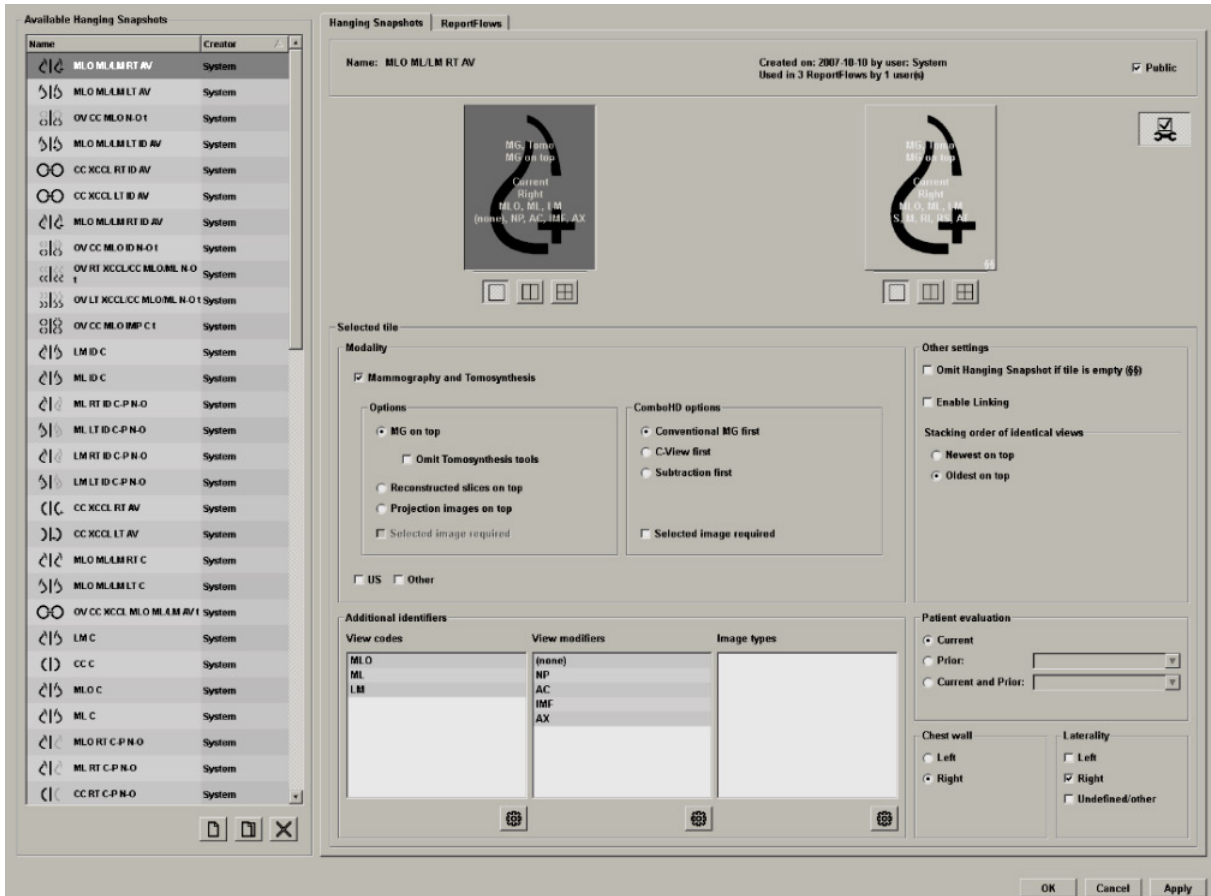 Available Hanging Snapshots
Name Creator
MLO ML/LM RT AV System
MLO ML/LM LT AV System
OV CC MLO N-O t System
MLO ML/LM LT ID AV System
CC XCCL RT ID AV System
CC XCCL LT ID AV System
MLO ML/LM RT ID AV System
OV CC MLO ID N-O t System
OV RT XCCL/CC MLO/ML N-O t System
OV LT XCCL/CC MLO/ML N-O t System
OV CC MLO IMP C t System
LM ID C System
ML ID C System
ML RT ID C-P N-O System
ML LT ID C-P N-O System
LM RT ID C-P N-O System
LM LT ID C-P N-O System
CC XCCL RT AV System
CC XCCL LT AV System
MLO ML/LM RT C System
MLO ML/LM LT C System
OV CC XCCL MLO ML/LM AV t System
LM C System
CC C System
MLO C System
ML C System
MLO RT C-P N-O System
ML RT C-P N-O System
CC RT C-P N-O System
Hanging Snapshots ReportFlows
Name: MLO ML/LM RT AV
Created on: 2007-10-10 by user: System
Used in 3 ReportFlows by 1 user(s)
Public
MG, Tomo
MG on top
Current
Right
MLO, ML, LM
(none), NP, AC, IMF, AX
MG, Tomo
MG on top
Current
Right
MLO, ML, LM
S, M, RI, RS, AT
§§
Selected tile
Modality
Mammography and Tomosynthesis
Options
MG on top
Omit Tomosynthesis tools
Reconstructed slices on top
Projection images on top
Selected image required
ComboHD options
Conventional MG first
C-View first
Subtraction first
Selected image required
US Other
Other settings
Omit Hanging Snapshot if tile is empty (§§)
Enable Linking
Stacking order of identical views
Newest on top
Oldest on top
Additional identifiers
View codes
MLO
ML
LM
View modifiers
(none)
NP
AC
IMF
AX
Image types
Patient evaluation
Current
Prior:
Current and Prior:
Chest wall
Left
Right
Laterality
Left
Right
Undefined/other
OK Cancel Apply